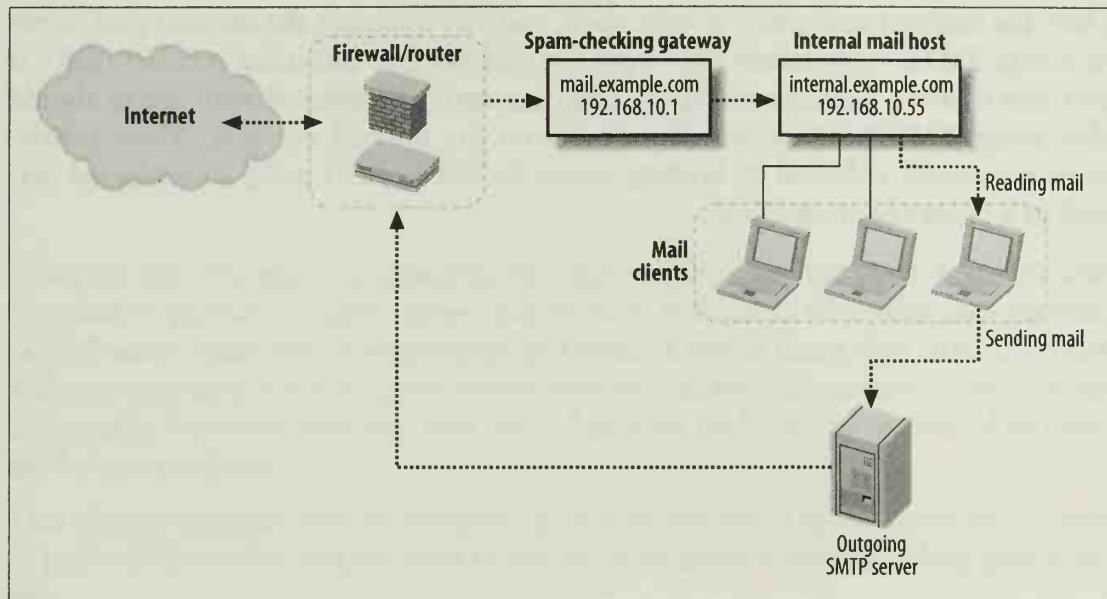 Internet
Firewall/router
Spam-checking gateway
mail.example.com
192.168.10.1
Internal mail host
internal.example.com
192.168.10.55
Reading mail
Mail
clients
Sending mail
Outgoing
SMTP server